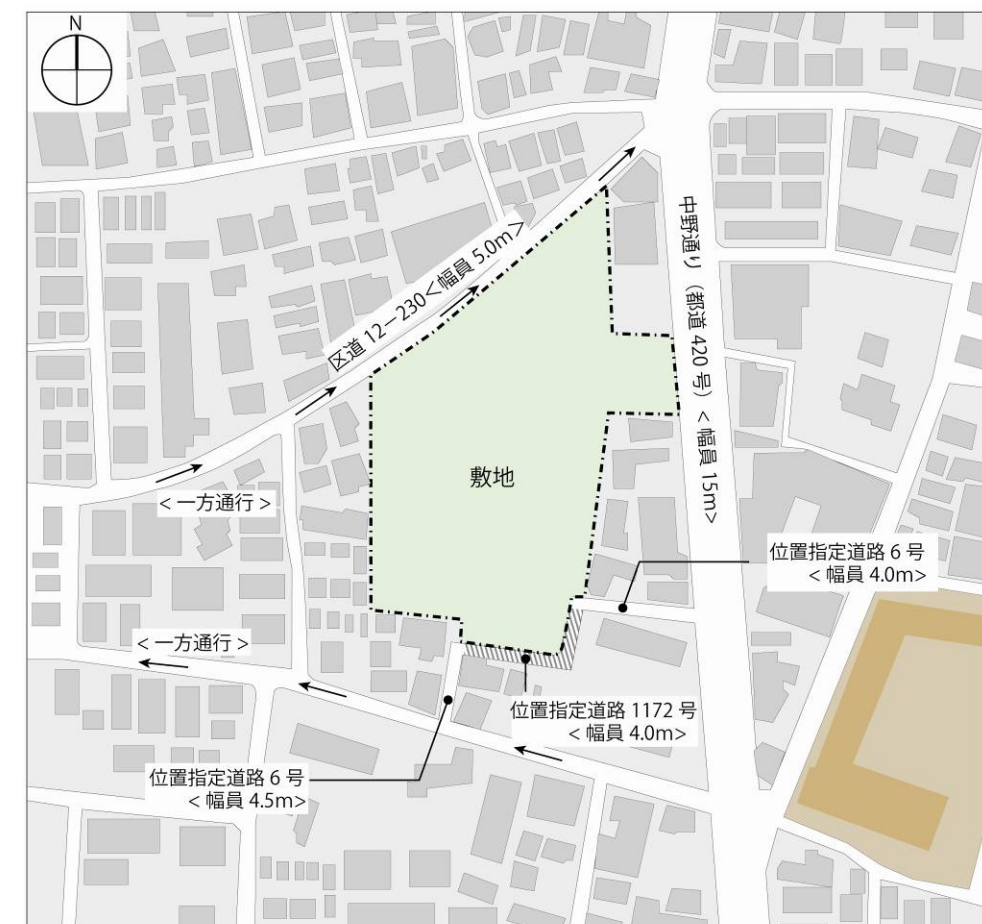 N
区道 12－230＜幅員 5.0m＞
中野通り（都道 420 号）＜幅員 15m＞
敷地
＜一方通行＞
位置指定道路 6 号
＜幅員 4.0m＞
＜一方通行＞
位置指定道路 1172 号
＜幅員 4.0m＞
位置指定道路 6 号
＜幅員 4.5m＞